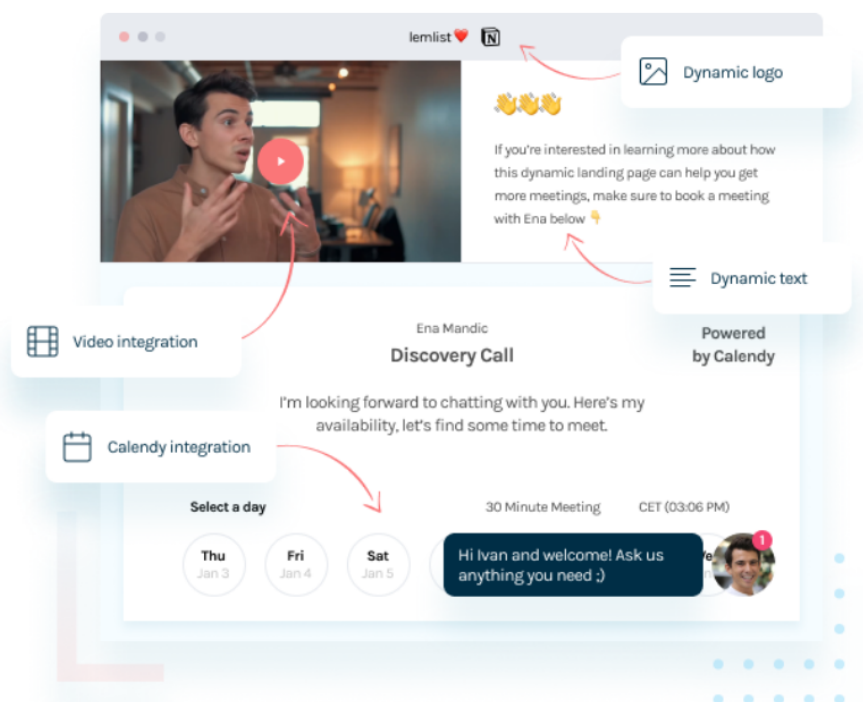 lemlist❤️ N
Dynamic logo
👋👋👋
If you're interested in learning more about how
this dynamic landing page can help you get
more meetings, make sure to book a meeting
with Ena below 👇
Dynamic text
Video integration
Ena Mandic
Discovery Call
Powered
by Calendy
I'm looking forward to chatting with you. Here's my
availability, let's find some time to meet.
Calendy integration
Select a day
30 Minute Meeting
CET (03:06 PM)
Thu
Jan 3
Fri
Jan 4
Sat
Jan 5
Hi Ivan and welcome! Ask us
anything you need ;)
1